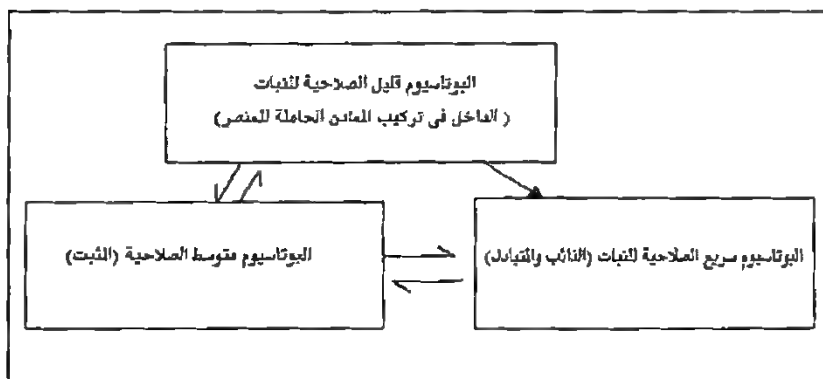 البوتاسيوم قليل الصلاحية للنبات
( الداخل فى تركيب المعادن الحاملة للعنصر)
البوتاسيوم سريع الصلاحية للنبات (الذائب والمتبادل)
البوتاسيوم متوسط الصلاحية (المثبت)